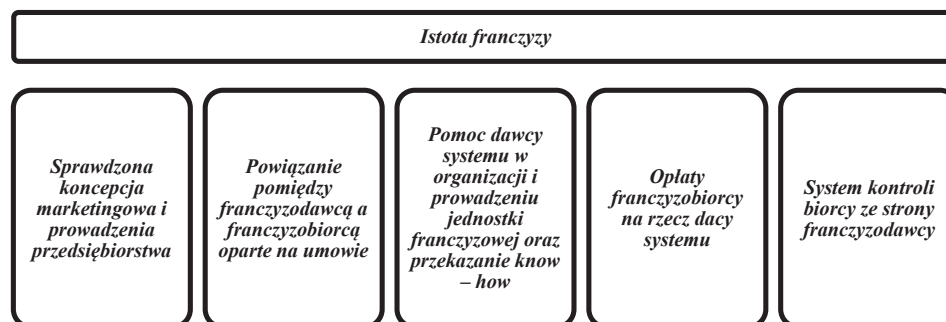 Istota franczyzy
Sprawdzona
koncepcja
marketingowa i
prowadzenia
przedsiębiorstwa
Powiązanie
pomiędzy
franczyzodawcą a
franczyzobiorcą
oparte na umowie
Pomoc dawcy
systemu w
organizacji i
prowadzeniu
jednostki
franczyzowej oraz
przekazanie know
– how
Opłaty
franczyzobiorcy
na rzecz dacy
systemu
System kontroli
biorcy ze strony
franczyzodawcy